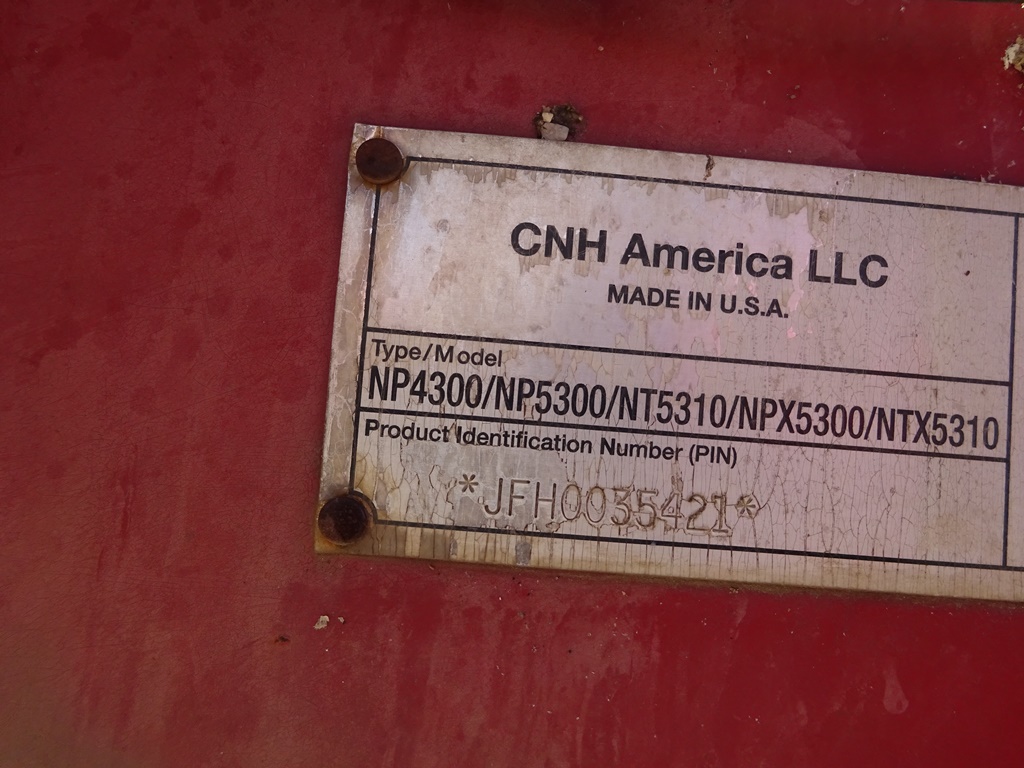 CNH America LLC
MADE IN U.S.A.
Type/Model
NP4300/NP5300/NT5310/NPX5300/NTX5310
Product Identification Number (PIN)
*JFH0035421*